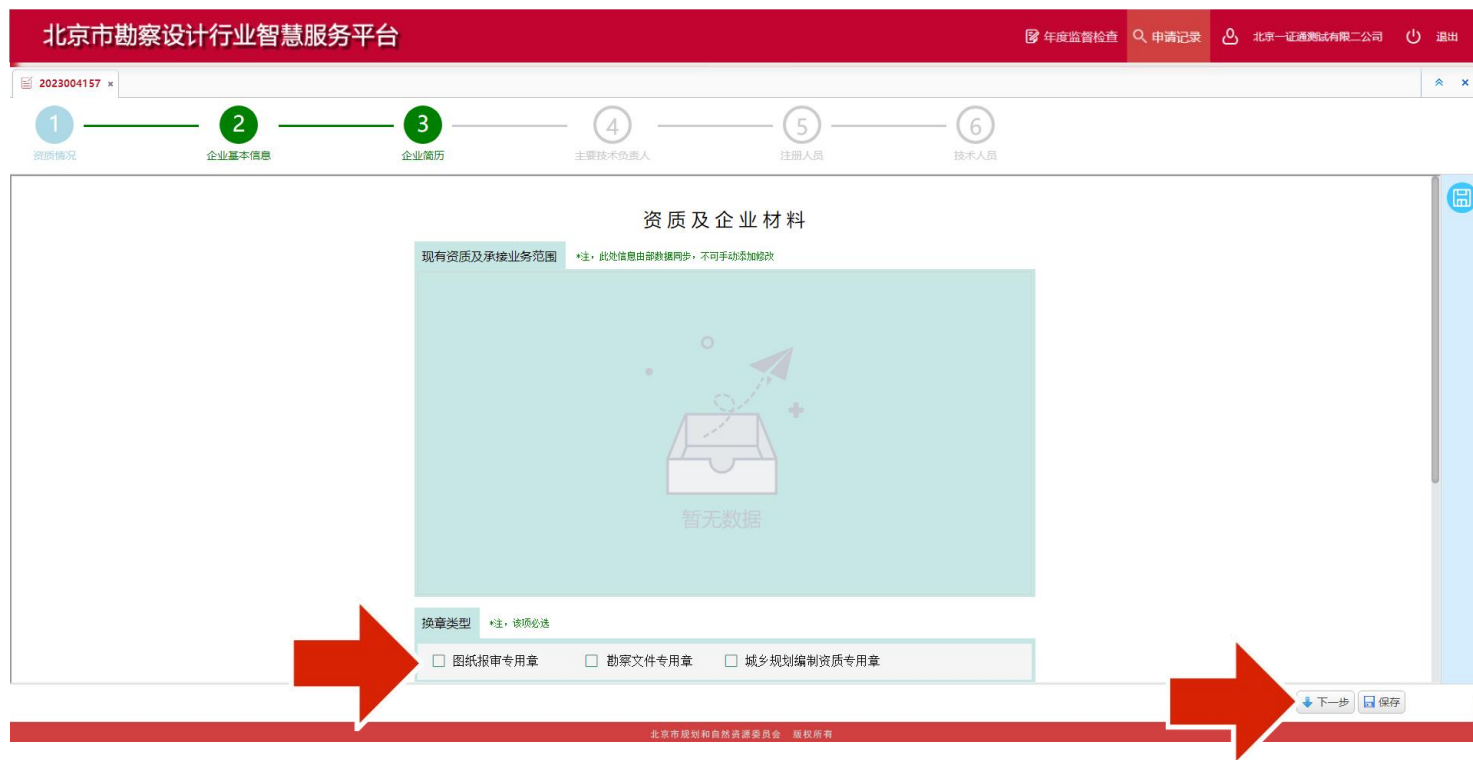 北京市勘察设计行业智慧服务平台
年度监督检查 申请记录 北京一证通测试有限二公司 退出
2023004157 ×
1 2 3 4 5 6
资质情况 企业基本信息 企业简历 主要技术负责人 注册人员 技术人员
资质及企业材料
现有资质及承接业务范围 *注，此处信息由部数据同步，不可手动添加修改
暂无数据
换章类型 *注，该项必选
图纸报审专用章 勘察文件专用章 城乡规划编制资质专用章
下一步 保存
北京市规划和自然资源委员会 版权所有